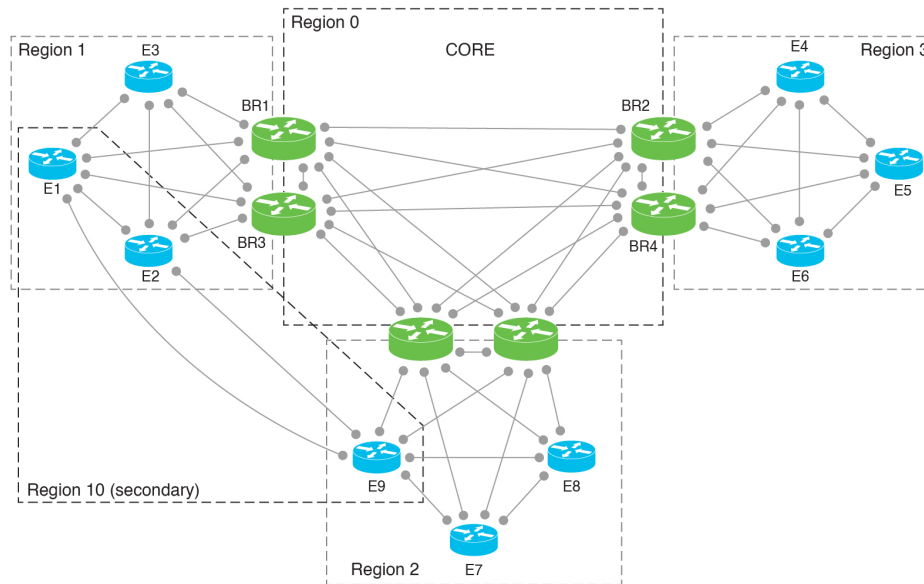 Region 0
Region 1
E3
CORE
E4
Region 3
BR1
BR2
E1
E5
BR3
BR4
E2
E6
Region 10 (secondary)
E9
E8
E7
Region 2